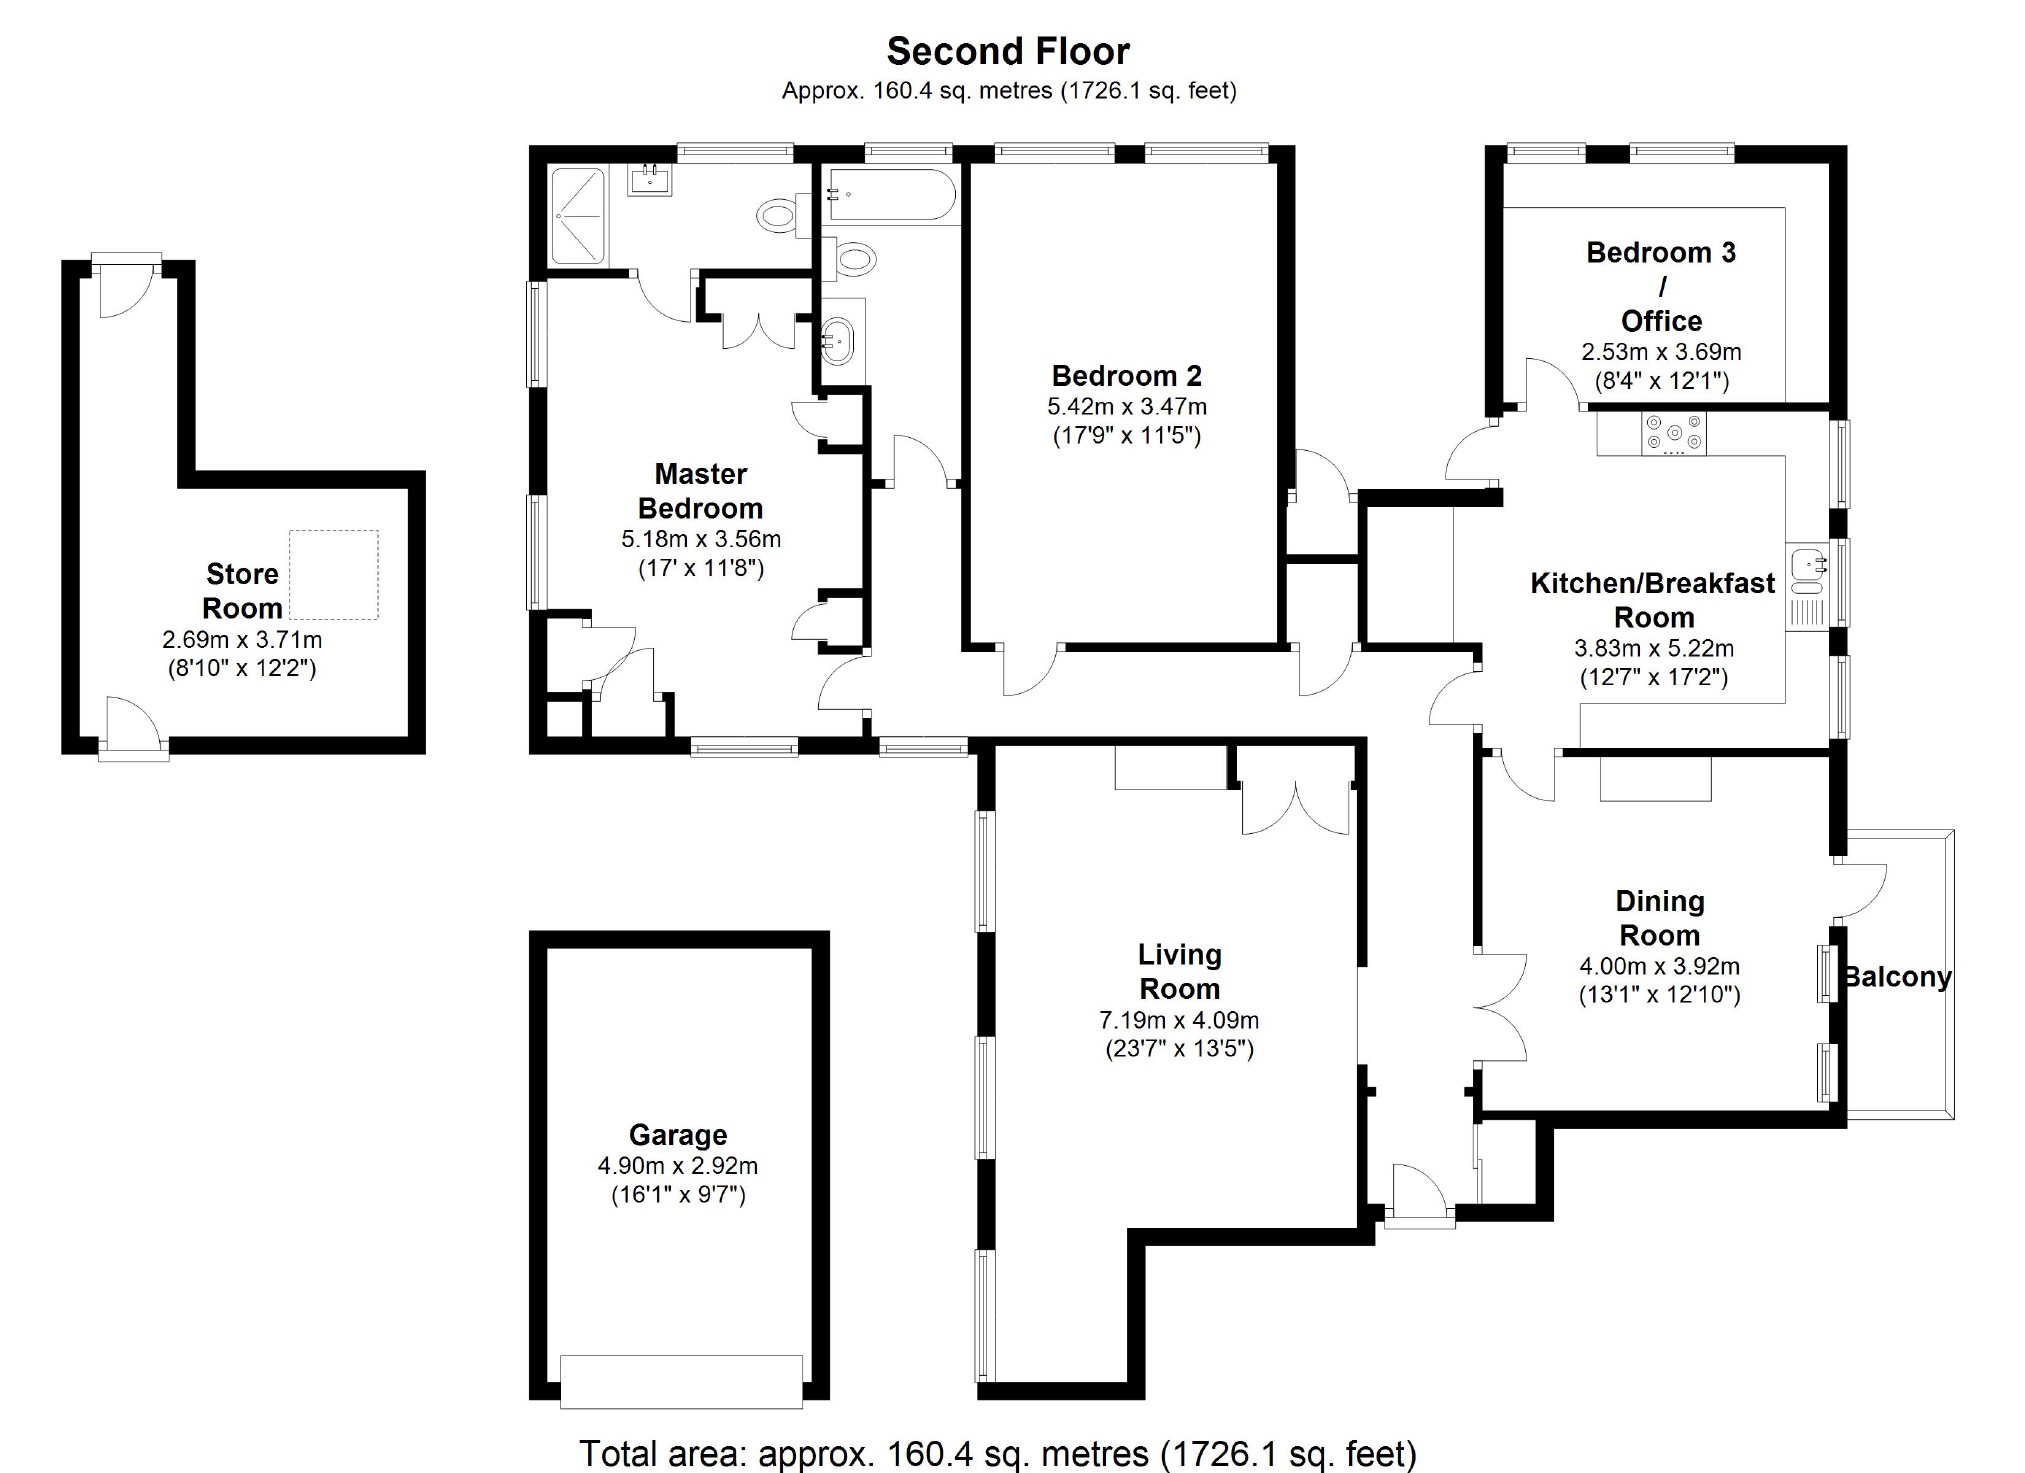 Second Floor
Approx. 160.4 sq. metres (1726.1 sq. feet)
Bedroom 3
/
Office
2.53m x 3.69m
(8'4" x 12'1")
Bedroom 2
5.42m x 3.47m
(17'9" x 11'5")
Master
Bedroom
5.18m x 3.56m
(17' x 11'8")
Store
Room
2.69m x 3.71m
(8'10" x 12'2")
Kitchen/Breakfast
Room
3.83m x 5.22m
(12'7" x 17'2")
Dining
Room
4.00m x 3.92m
(13'1" x 12'10")
Balcony
Living
Room
7.19m x 4.09m
(23'7" x 13'5")
Garage
4.90m x 2.92m
(16'1" x 9'7")
Total area: approx. 160.4 sq. metres (1726.1 sq. feet)